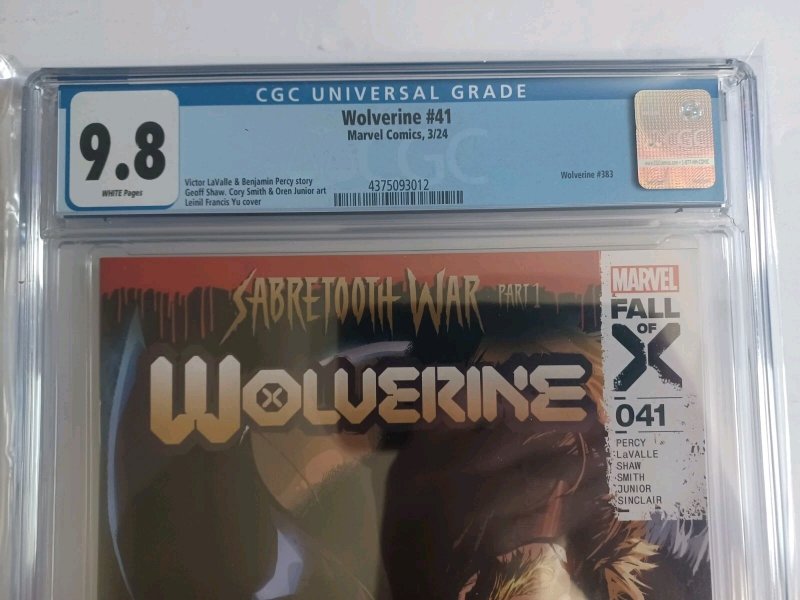 CGC UNIVERSAL GRADE
9.8
WHITE Pages
Wolverine #41
Marvel Comics, 3/24
Victor LaValle & Benjamin Percy story
Geoff Shaw, Cory Smith & Oren Junior art
Leinil Francis Yu cover
4375093012
Wolverine #383
CGC
CGC
SABRETOOTH WAR PART 1
WOLVERINE
MARVEL
FALL
OF
X
041
PERCY
LaVALLE
SHAW
SMITH
JUNIOR
SINCLAIR